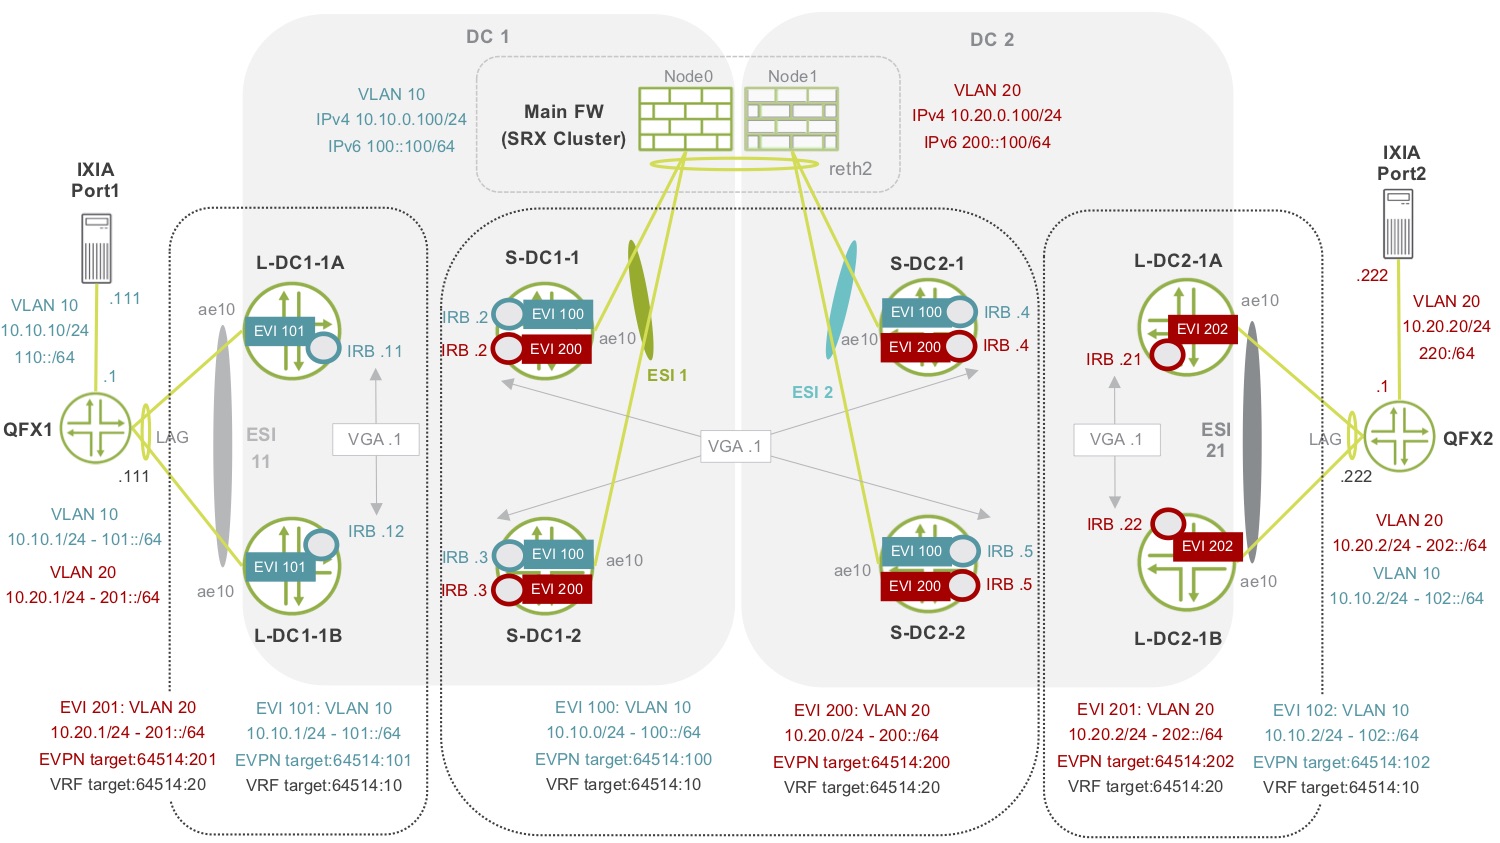 DC 1
DC 2
Node0
Node1
Main FW
(SRX Cluster)
reth2
VLAN 10
IPv4 10.10.0.100/24
IPv6 100::100/64
VLAN 20
IPv4 10.20.0.100/24
IPv6 200::100/64
IXIA
Port1
.111
VLAN 10
10.10.10/24
110::/64
.1
QFX1
LAG
.111
VLAN 10
10.10.1/24 - 101::/64
VLAN 20
10.20.1/24 - 201::/64
L-DC1-1A
ae10
EVI 101
IRB .11
ESI
11
VGA .1
IRB .12
EVI 101
ae10
L-DC1-1B
S-DC1-1
IRB .2
EVI 100
IRB .2
EVI 200
ae10
ESI 1
S-DC2-1
EVI 100
IRB .4
ae10
EVI 200
IRB .4
ESI 2
VGA .1
IRB .3
EVI 100
IRB .3
EVI 200
ae10
S-DC1-2
ae10
EVI 100
IRB .5
EVI 200
IRB .5
S-DC2-2
L-DC2-1A
ae10
EVI 202
IRB .21
VGA .1
ESI
21
IRB .22
EVI 202
ae10
L-DC2-1B
IXIA
Port2
.222
VLAN 20
10.20.20/24
220:/64
.1
LAG
QFX2
.222
VLAN 20
10.20.2/24 - 202::/64
VLAN 10
10.10.2/24 - 102::/64
EVI 201: VLAN 20
10.20.1/24 - 201::/64
EVPN target:64514:201
VRF target:64514:20
EVI 101: VLAN 10
10.10.1/24 - 101::/64
EVPN target:64514:101
VRF target:64514:10
EVI 100: VLAN 10
10.10.0/24 - 100::/64
EVPN target:64514:100
VRF target:64514:10
EVI 200: VLAN 20
10.20.0/24 - 200::/64
EVPN target:64514:200
VRF target:64514:20
EVI 201: VLAN 20
10.20.2/24 - 202::/64
EVPN target:64514:202
VRF target:64514:20
EVI 102: VLAN 10
10.10.2/24 - 102::/64
EVPN target:64514:102
VRF target:64514:10